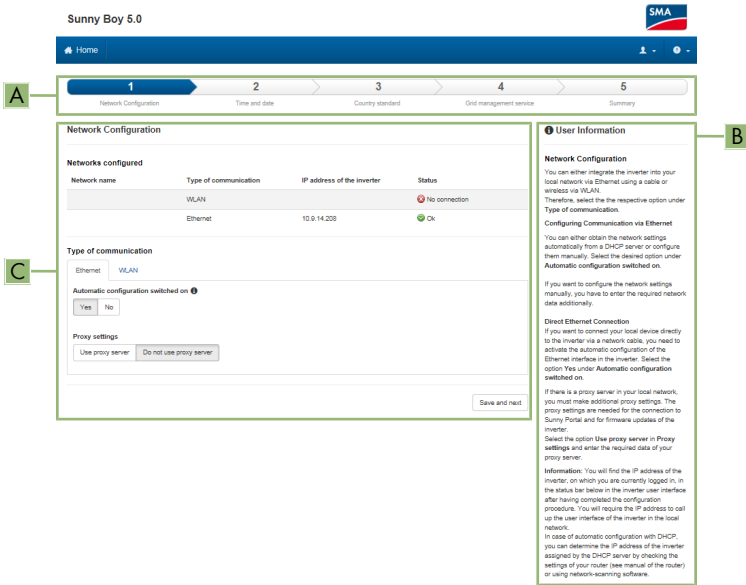 Sunny Boy 5.0
SMA
Home
A
1
2
3
4
5
Network Configuration
Time and date
Country standard
Grid management service
Summary
B
C
Network Configuration
Networks configured
Network name Type of communication IP address of the inverter Status
WLAN No connection
Ethernet 10.9.14.208 Ok
Type of communication
Ethernet WLAN
Automatic configuration switched on
Yes No
Proxy settings
Use proxy server Do not use proxy server
Save and next
User Information
Network Configuration
You can either integrate the inverter into your
local network via Ethernet using a cable or
wireless via WLAN.
Therefore, select the the respective option under
Type of communication.
Configuring Communication via Ethernet
You can either obtain the network settings
automatically from a DHCP server or configure
them manually. Select the desired option under
Automatic configuration switched on.
If you want to configure the network settings
manually, you have to enter the required network
data additionally.
Direct Ethernet Connection
If you want to connect your local device directly
to the inverter via a network cable, you need to
activate the automatic configuration of the
Ethernet interface in the inverter. Select the
option Yes under Automatic configuration
switched on.
If there is a proxy server in your local network,
you must make additional proxy settings. The
proxy settings are needed for the connection to
Sunny Portal and for firmware updates of the
inverter.
Select the option Use proxy server in Proxy
settings and enter the required data of your
proxy server.
Information: You will find the IP address of the
inverter, on which you are currently logged in, in
the status bar below in the inverter user interface
after having completed the configuration
procedure. You will require the IP address to call
up the user interface of the inverter in the local
network.
In case of automatic configuration with DHCP,
you can determine the IP address of the inverter
assigned by the DHCP server by checking the
settings of your router (see manual of the router)
or using network-scanning software.